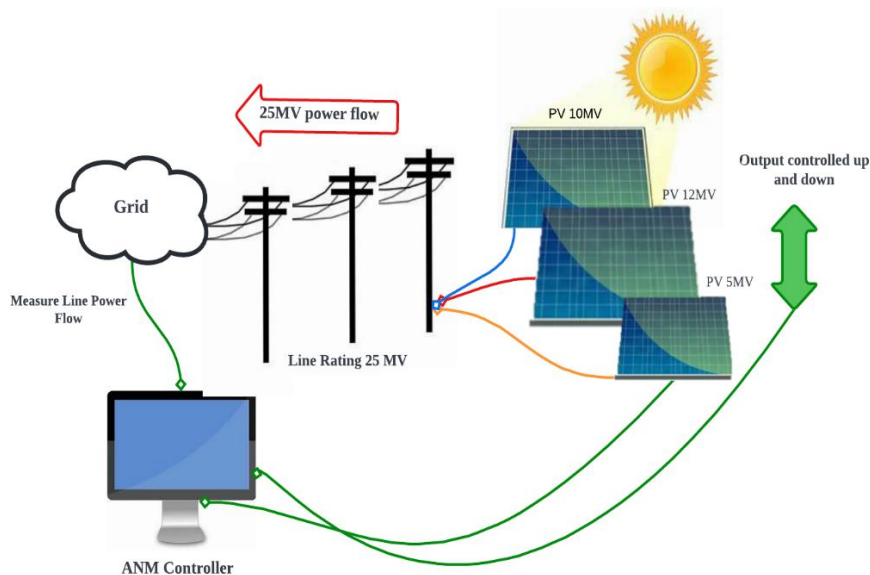 25MV power flow
PV 10MV
Output controlled up
and down
Grid
PV 12MV
PV 5MV
Measure Line Power
Flow
Line Rating 25 MV
ANM Controller